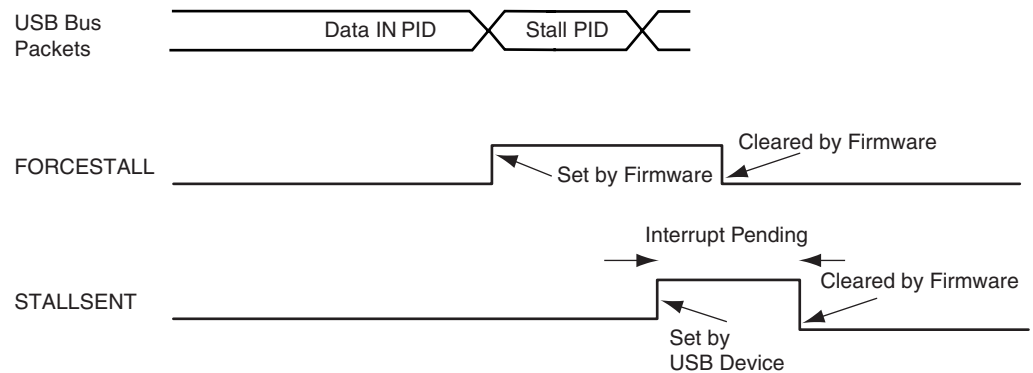 USB Bus
Packets
Data IN PID
Stall PID
FORCESTALL
Set by Firmware
Cleared by Firmware
Interrupt Pending
STALLSENT
Set by
USB Device
Cleared by Firmware